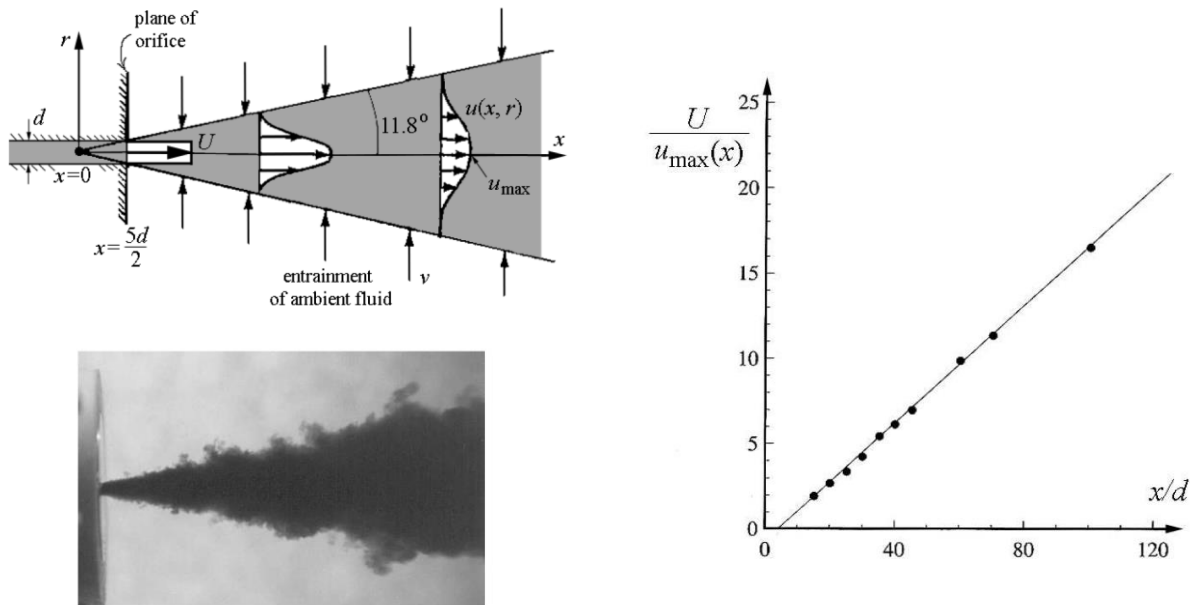 plane of
orifice
r
d
U
x=0
x=5d/2
11.8°
u(x, r)
x
u_max
entrainment
of ambient fluid
v
U/u_max(x)
25
20
15
10
5
0
0
40
80
120
x/d